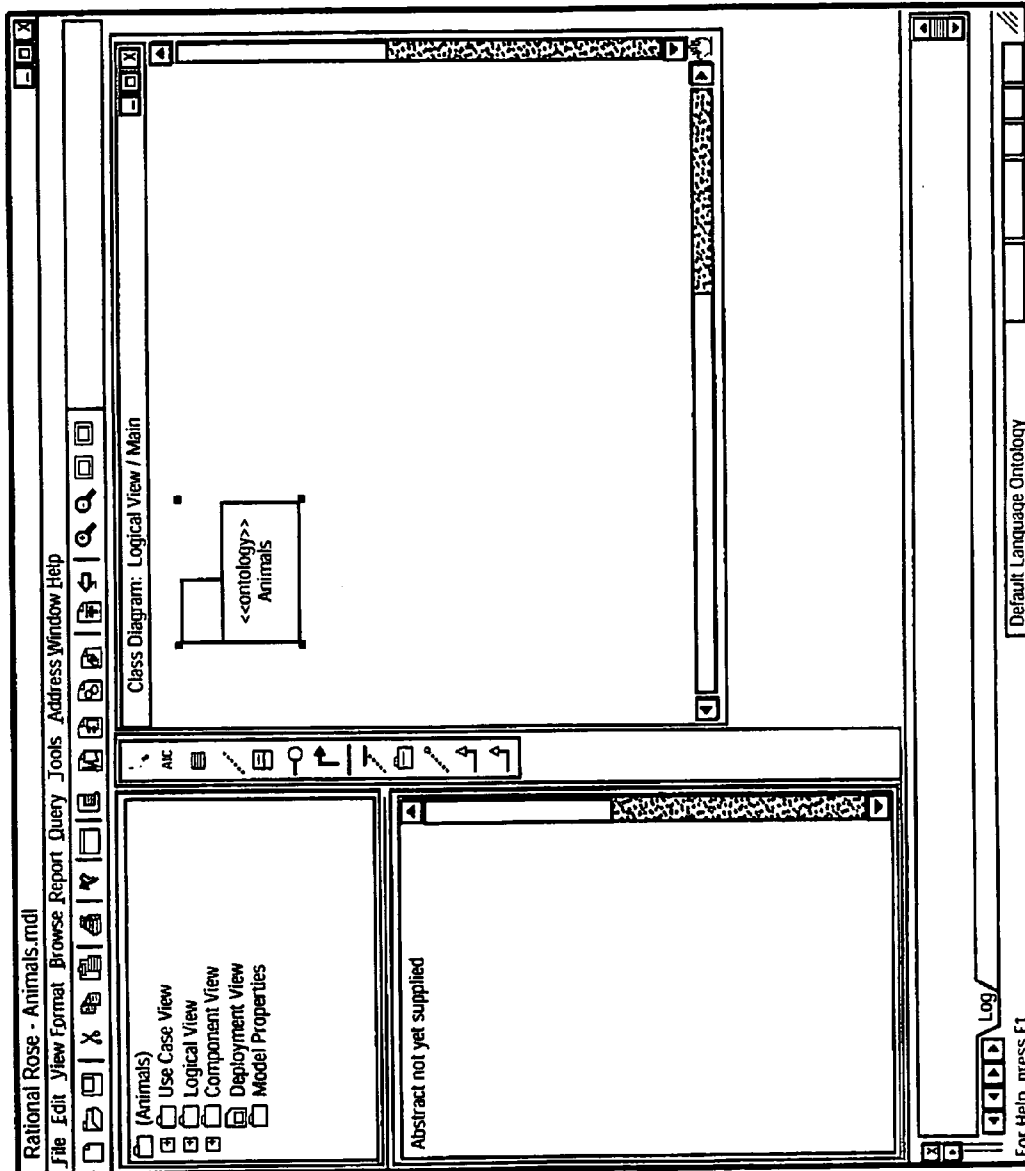 Rational Rose - Animals.mdl
File Edit View Format Browse Report Query Tools Address Window Help
(Animals)
Use Case View
Logical View
Component View
Deployment View
Model Properties
Abstract not yet supplied
ABC
Class Diagram: Logical View / Main
<<ontology>>
Animals
Log
For Help, press F1
Default Language Ontology